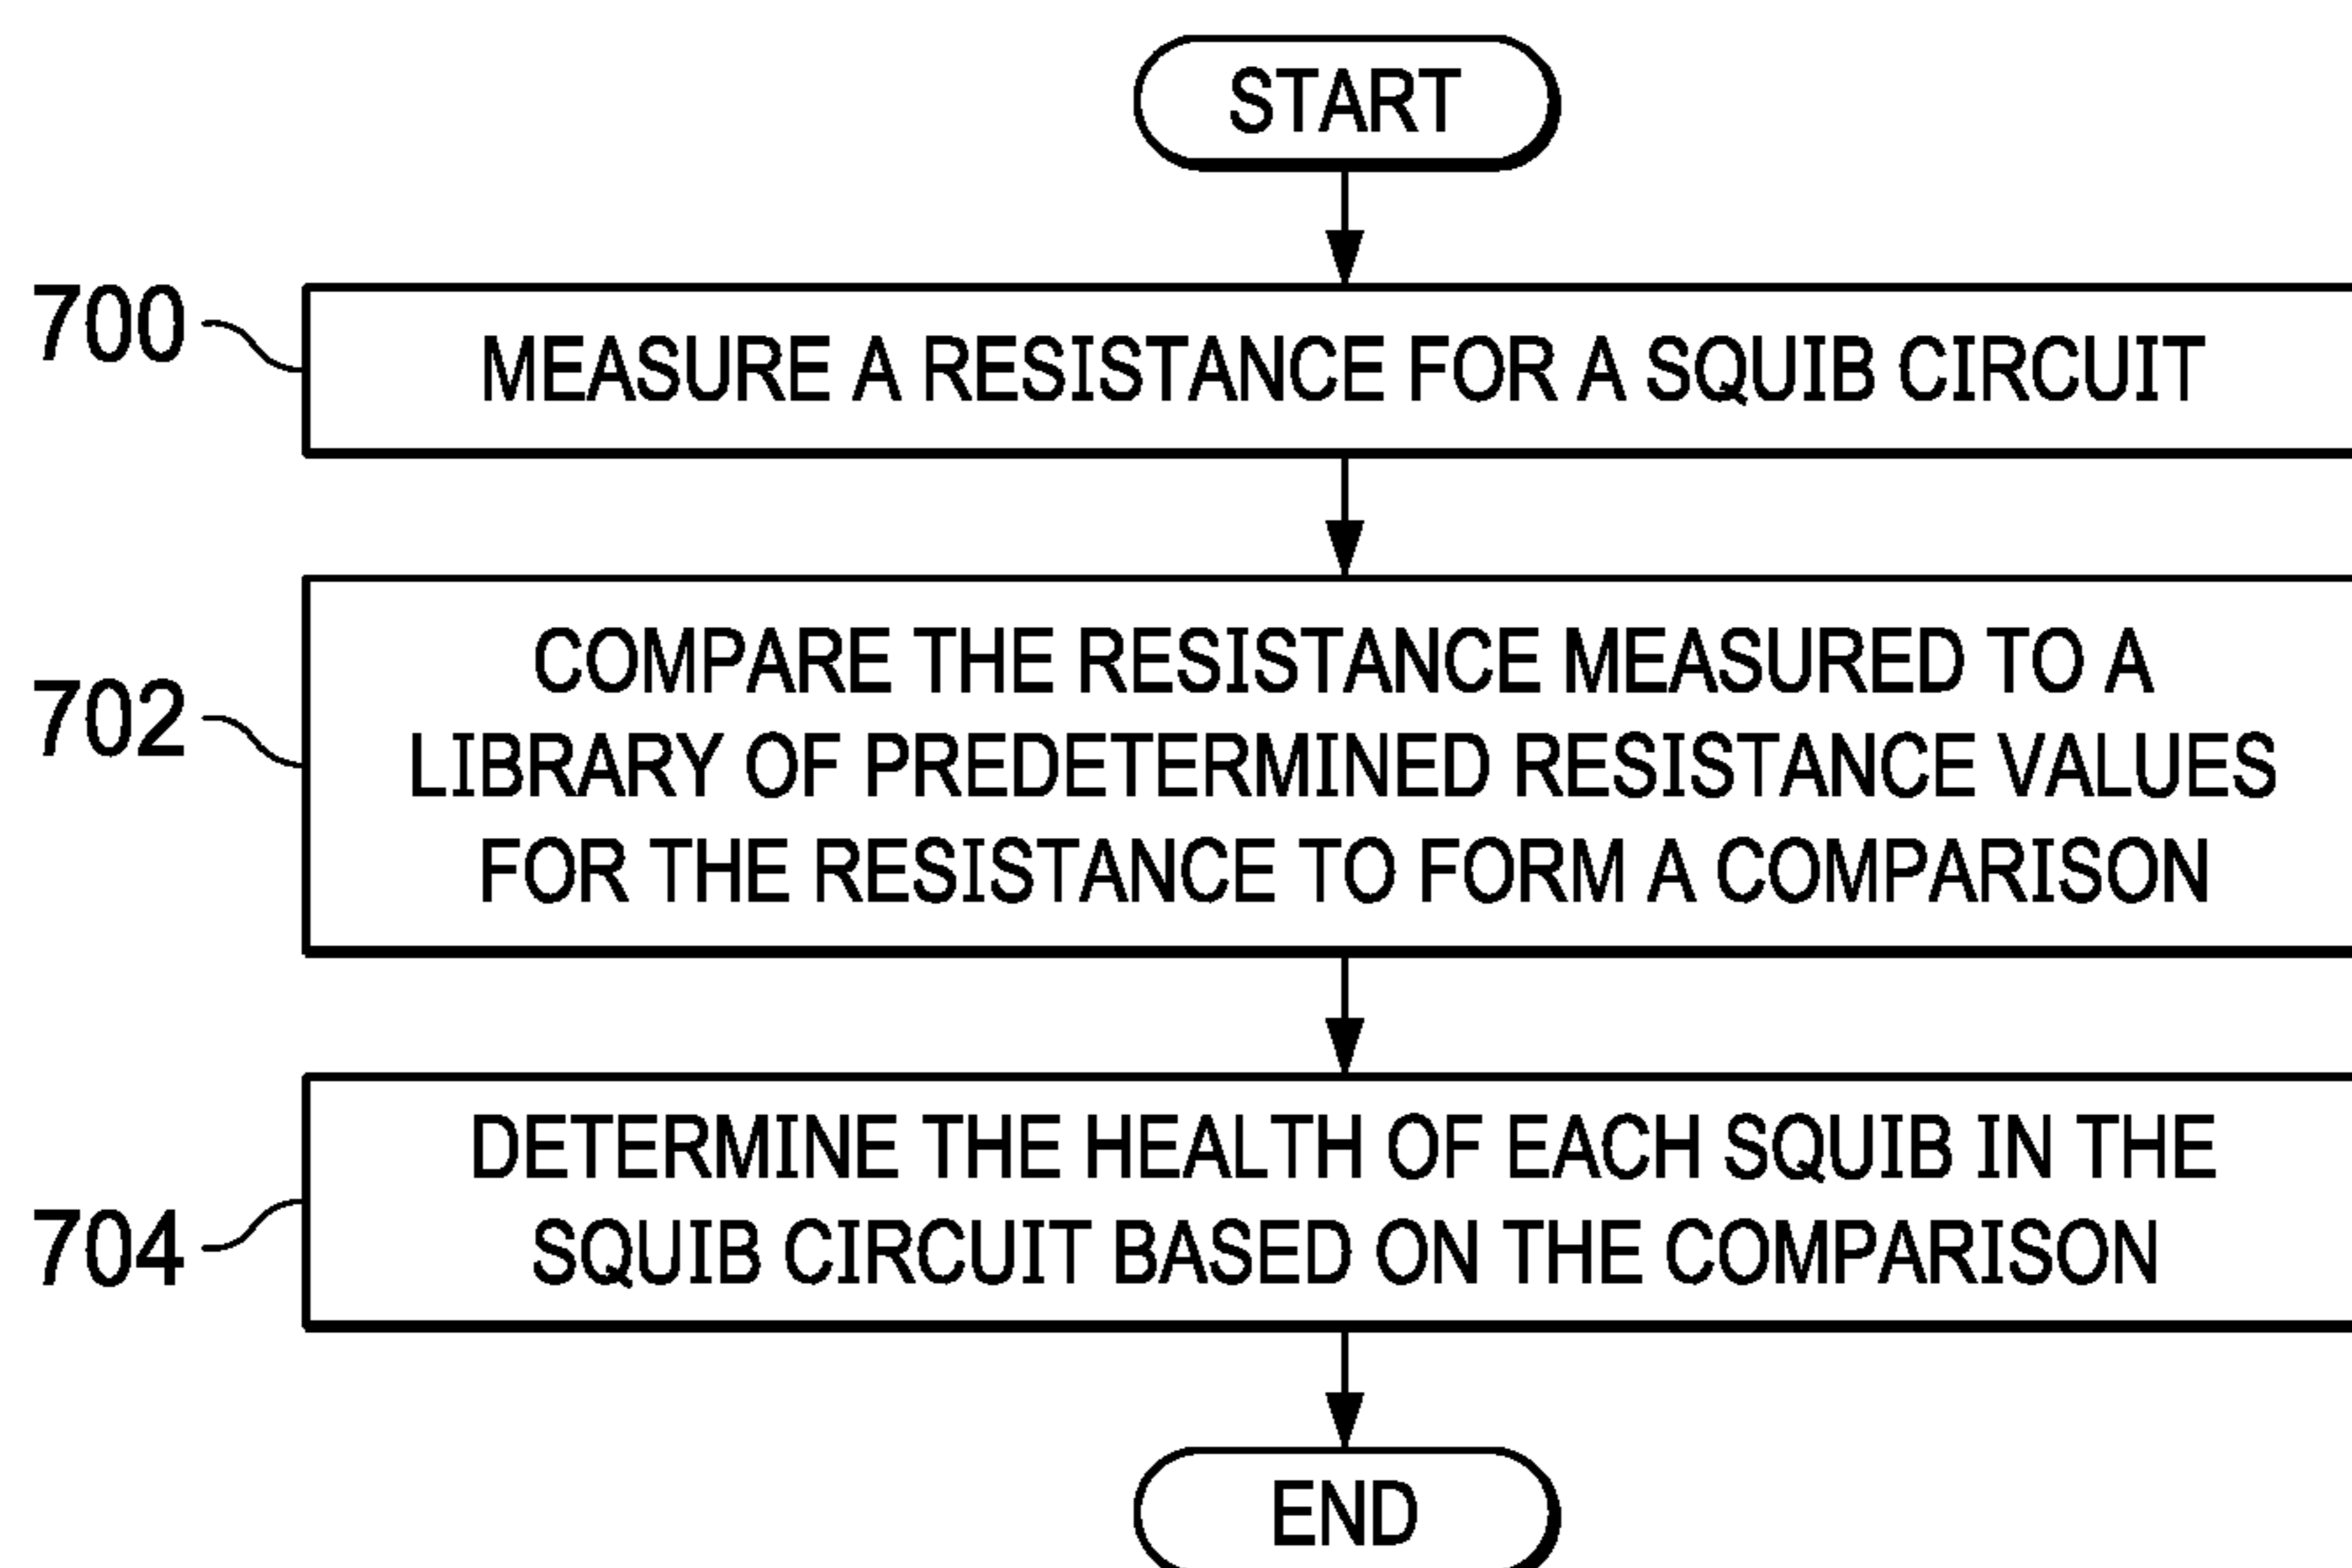 START
700
MEASURE A RESISTANCE FOR A SQUIB CIRCUIT
702
COMPARE THE RESISTANCE MEASURED TO A
LIBRARY OF PREDETERMINED RESISTANCE VALUES
FOR THE RESISTANCE TO FORM A COMPARISON
704
DETERMINE THE HEALTH OF EACH SQUIB IN THE
SQUIB CIRCUIT BASED ON THE COMPARISON
END